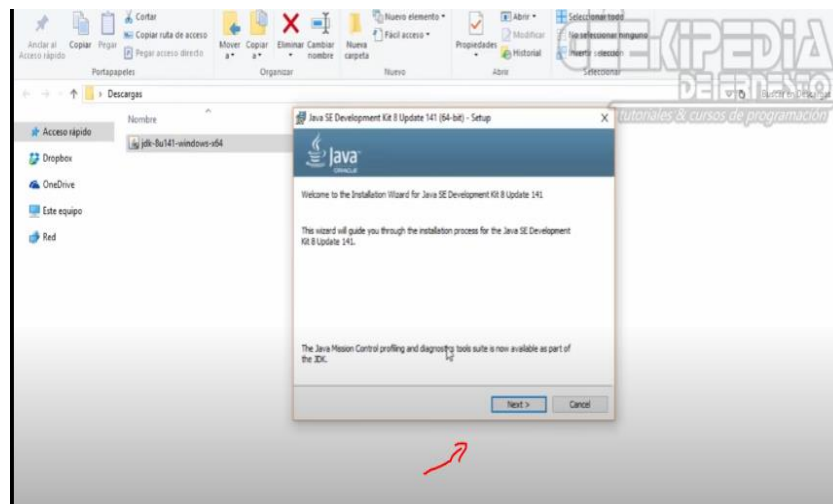 Cortar
Copiar ruta de acceso
Pegar acceso directo
Anclar al
Acceso rápido
Copiar
Pegar
Portapapeles
Mover
a
Copiar
a
Eliminar
Cambiar
nombre
Organizar
Nueva
carpeta
Nuevo elemento
Fácil acceso
Nuevo
Propiedades
Abrir
Modificar
Historial
Abrir
Seleccionar todo
No seleccionar ninguno
Invertir selección
Seleccionar
GEEKIPEDIA
DE ERNESTO
tutoriales & cursos de programación
> Descargas
Buscar en Descargas
Nombre
Acceso rápido
jdk-8u141-windows-x64
Dropbox
OneDrive
Este equipo
Red
Java SE Development Kit 8 Update 141 (64-bit) - Setup
Java
ORACLE
Welcome to the Installation Wizard for Java SE Development Kit 8 Update 141
This wizard will guide you through the installation process for the Java SE Development
Kit 8 Update 141.
The Java Mission Control profiling and diagnostics tools suite is now available as part of
the JDK.
Next >
Cancel